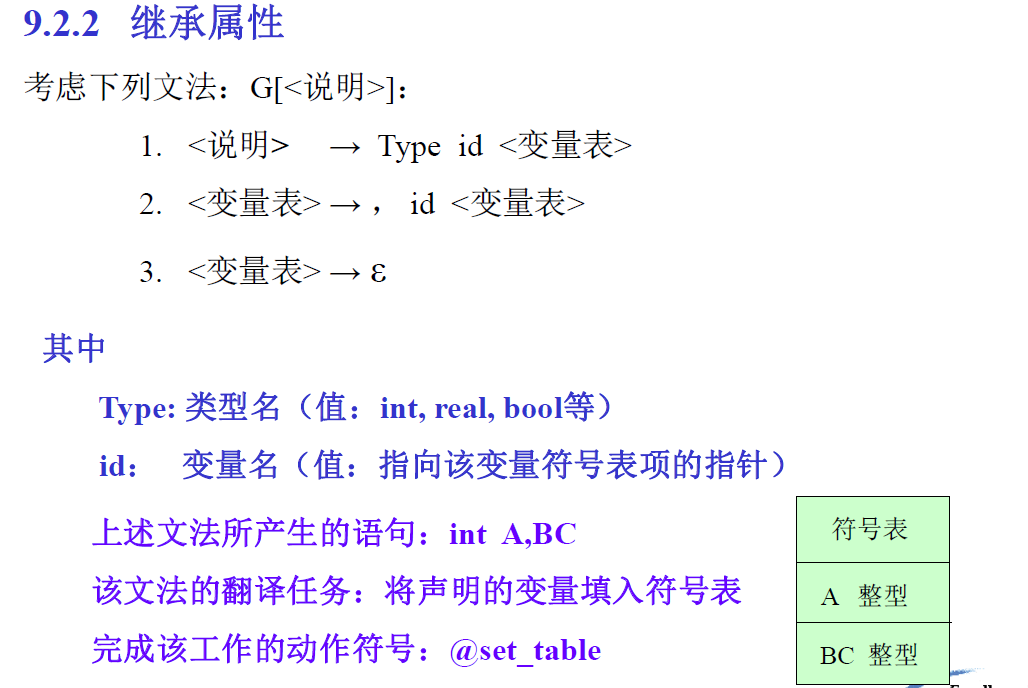 9.2.2 继承属性
考虑下列文法：G[<说明>]：
1. <说明> → Type id <变量表>
2. <变量表> → ， id <变量表>
3. <变量表> → ε
其中
Type: 类型名（值：int, real, bool等）
id： 变量名（值：指向该变量符号表项的指针）
上述文法所产生的语句：int A,BC
该文法的翻译任务：将声明的变量填入符号表
完成该工作的动作符号：@set_table
符号表
A 整型
BC 整型